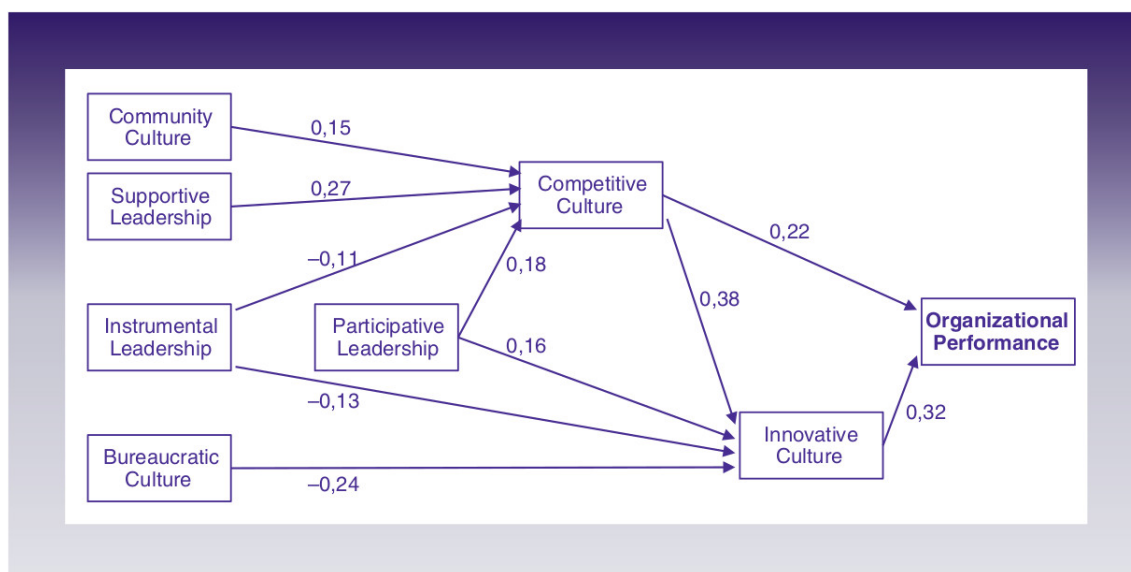 Community
Culture
0,15
Supportive
Leadership
0,27
Competitive
Culture
–0,11
0,18
0,22
Instrumental
Leadership
Participative
Leadership
0,38
0,16
Organizational
Performance
–0,13
0,32
Bureaucratic
Culture
–0,24
Innovative
Culture